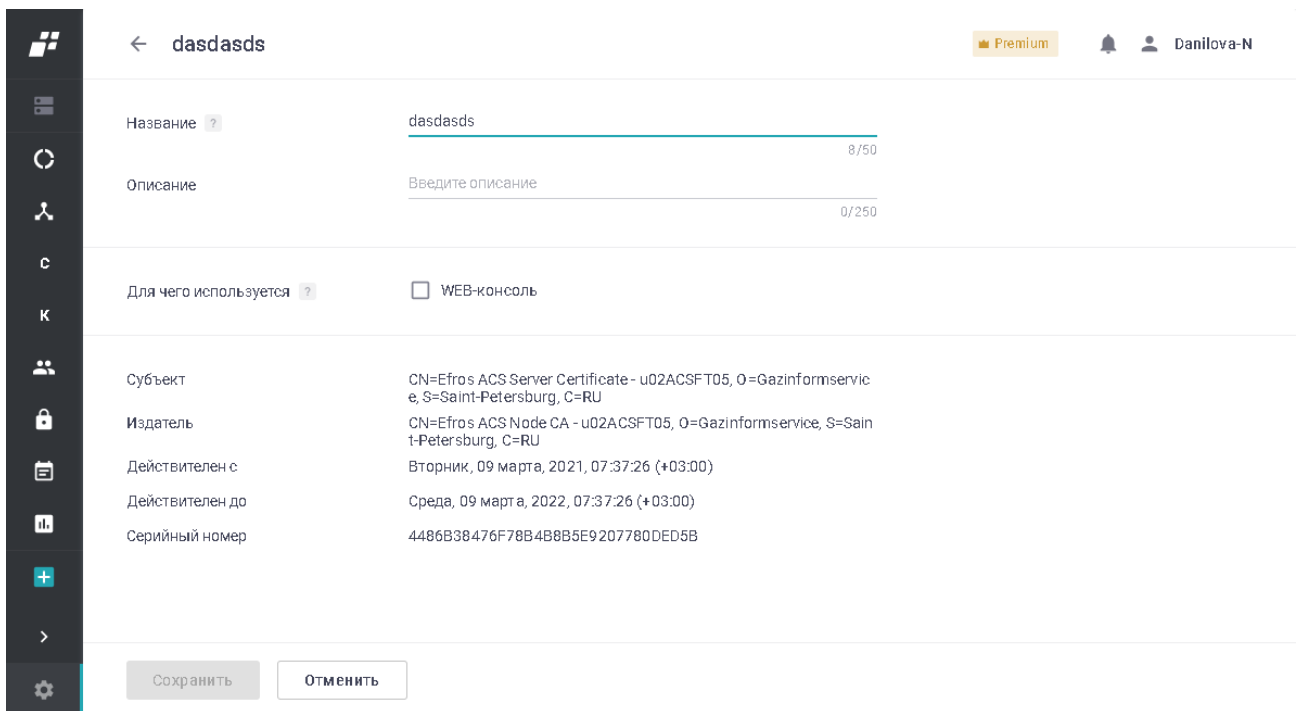 dasdasds
Premium
Danilova-N
Название ?
dasdasds
8/50
Описание
Введите описание
0/250
С
Для чего используется ?
WEB-консоль
К
Субъект
CN=Efros ACS Server Certificate - u02ACSFT05, O=Gazinformservic
e, S=Saint-Petersburg, C=RU
Издатель
CN=Efros ACS Node CA - u02ACSFT05, O=Gazinformservice, S=Sain
t-Petersburg, C=RU
Действителен с
Вторник, 09 марта, 2021, 07:37:26 (+03:00)
Действителен до
Среда, 09 марта, 2022, 07:37:26 (+03:00)
Серийный номер
4486B38476F78B4B8B5E9207780DED5B
Сохранить
Отменить